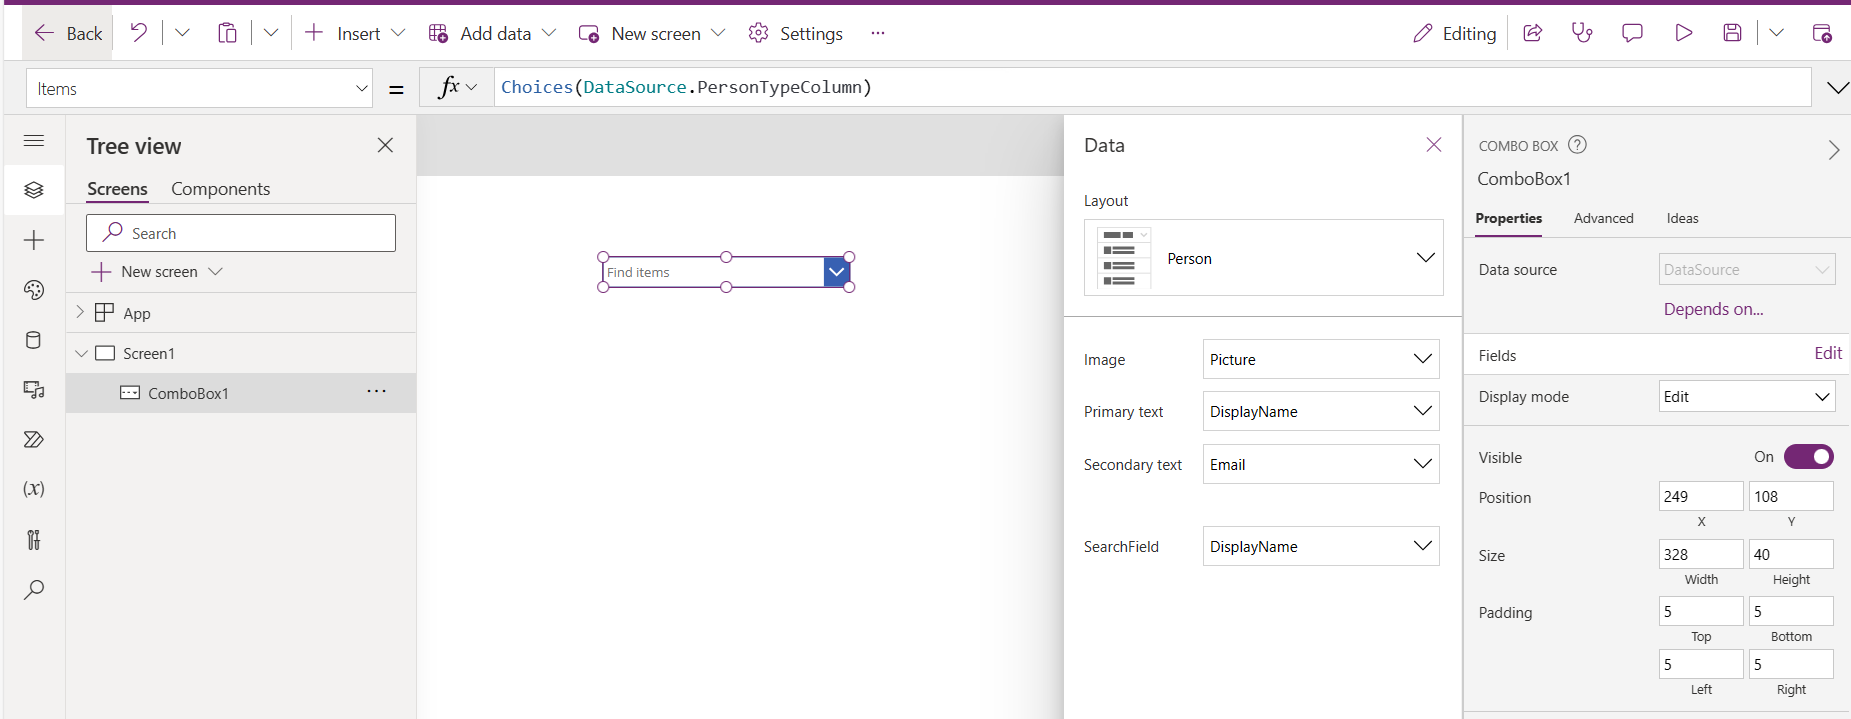 Back
Insert
Add data
New screen
Settings
...
Editing
Items
=
fx
Choices(DataSource.PersonTypeColumn)
Tree view
Screens
Components
Search
New screen
App
Screen1
ComboBox1
...
(x)
Find items
Data
Layout
Person
Image
Picture
Primary text
DisplayName
Secondary text
Email
SearchField
DisplayName
COMBO BOX
?
ComboBox1
Properties
Advanced
Ideas
Data source
DataSource
Depends on...
Fields
Edit
Display mode
Edit
Visible
On
Position
249
108
X
Y
Size
328
40
Width
Height
Padding
5
5
Top
Bottom
5
5
Left
Right